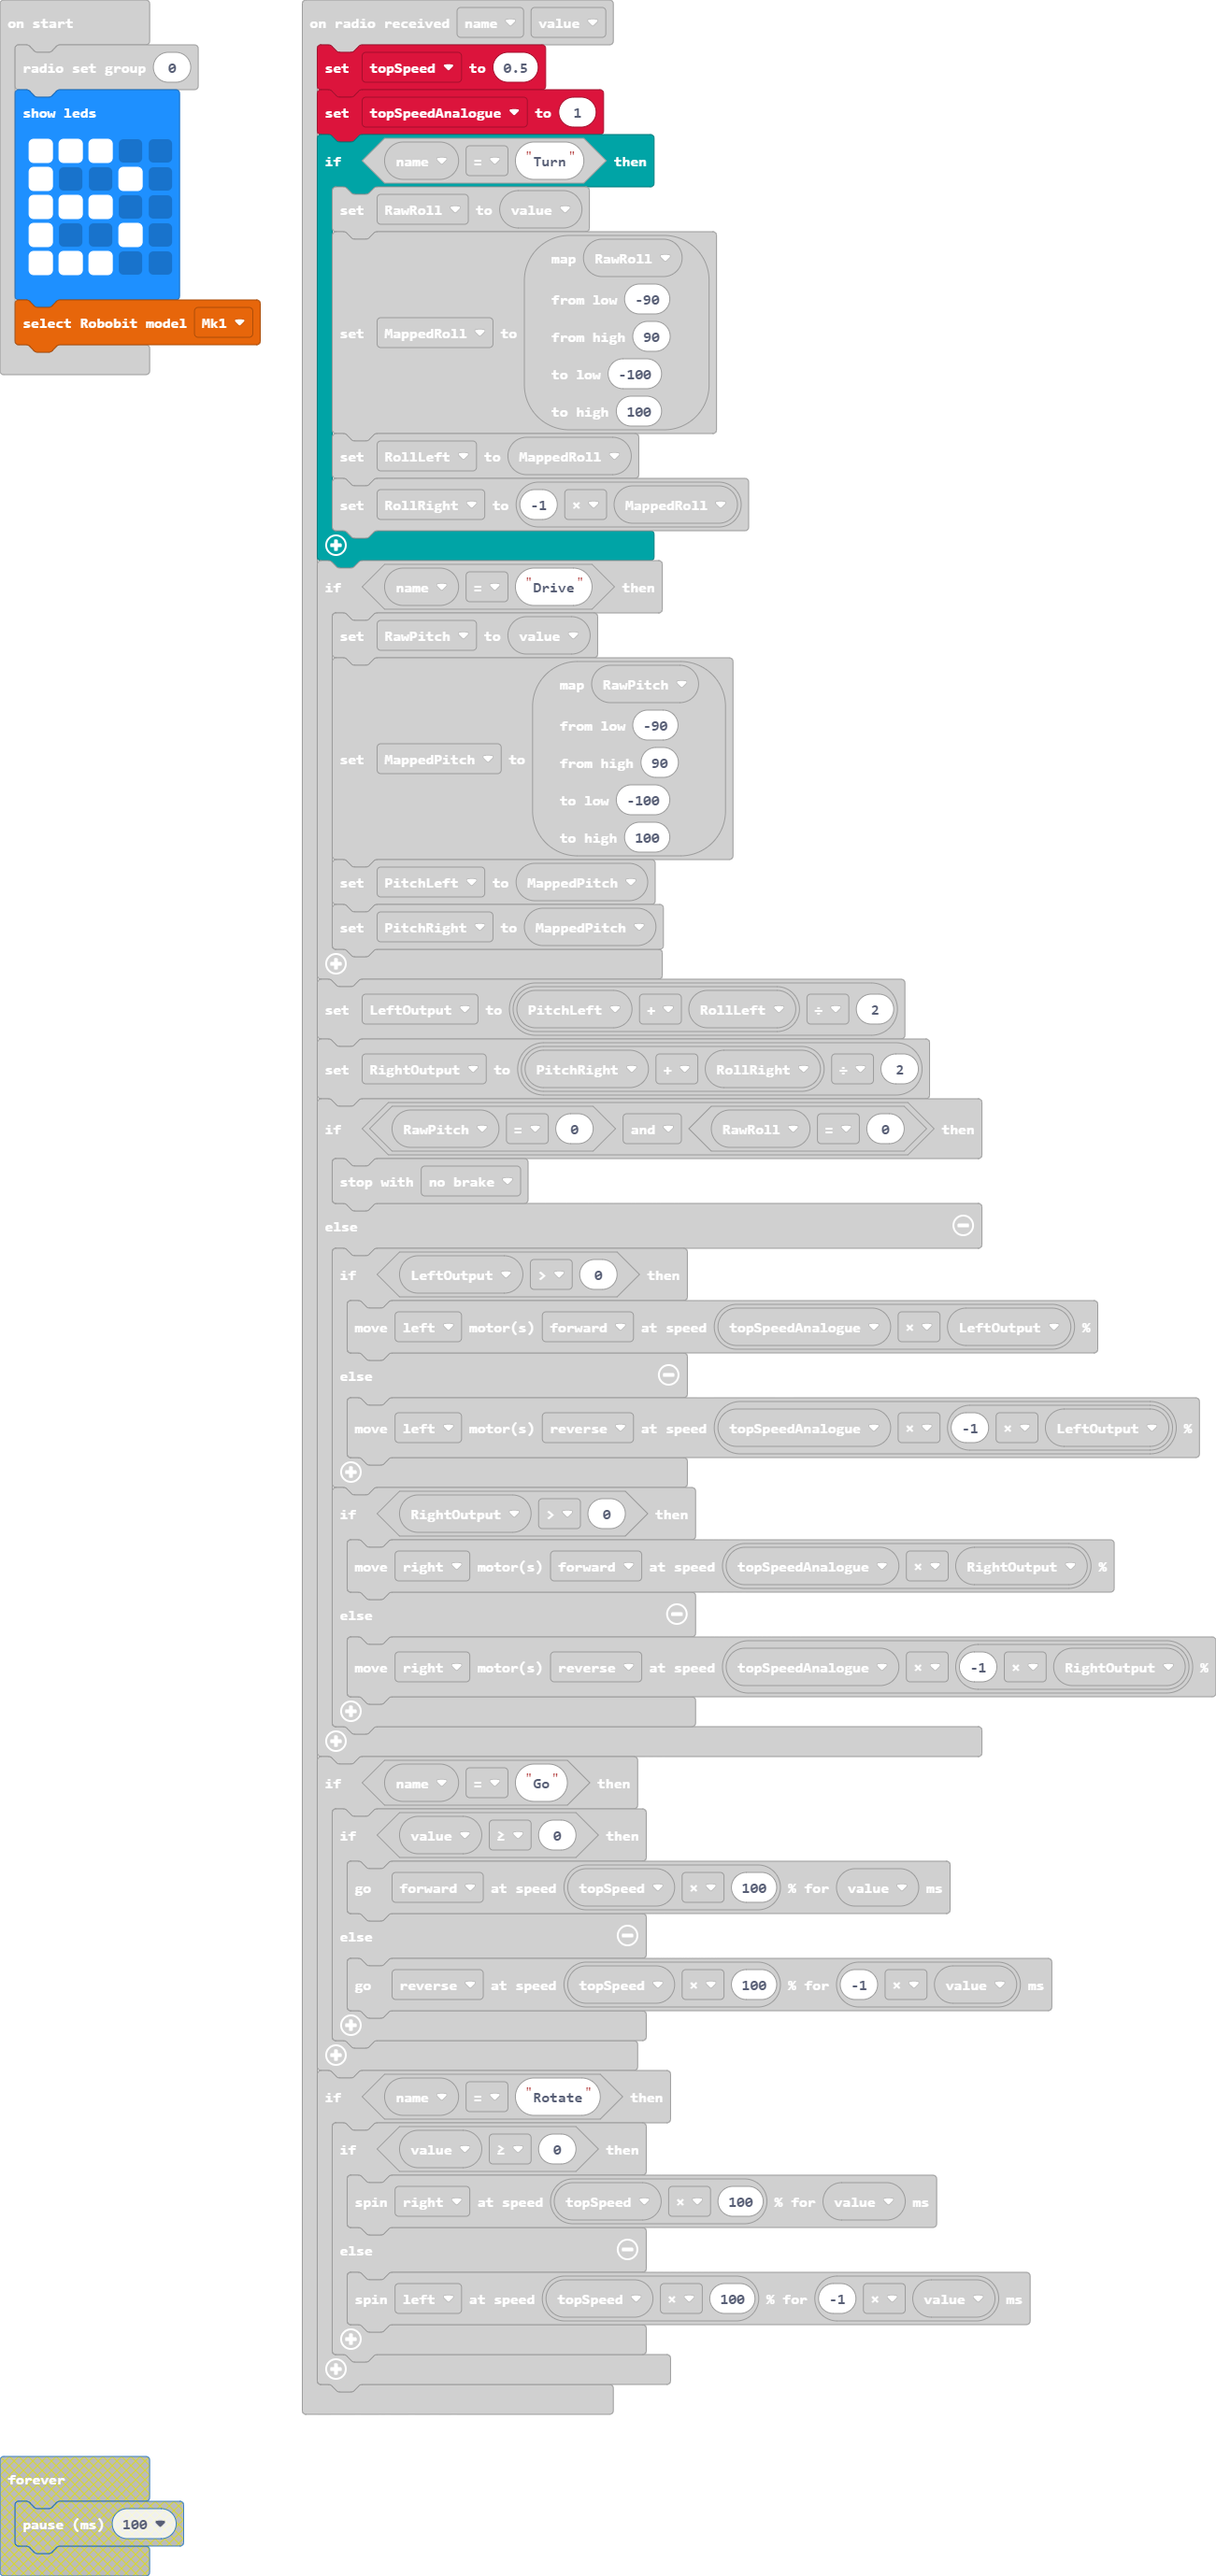 on start
radio set group 0
show leds
select Robobit model Mk1
on radio received name value
set topSpeed to 0.5
set topSpeedAnalogue to 1
if name = "Turn" then
set RawRoll to value
map RawRoll
from low -90
from high 90
set MappedRoll to
to low -100
to high 100
set RollLeft to MappedRoll
set RollRight to -1 × MappedRoll
if name = "Drive" then
set RawPitch to value
map RawPitch
from low -90
from high 90
set MappedPitch to
to low -100
to high 100
set PitchLeft to MappedPitch
set PitchRight to MappedPitch
set LeftOutput to PitchLeft + RollLeft ÷ 2
set RightOutput to PitchRight + RollRight ÷ 2
if RawPitch = 0 and RawRoll = 0 then
stop with no brake
else
if LeftOutput > 0 then
move left motor(s) forward at speed topSpeedAnalogue × LeftOutput %
else
move left motor(s) reverse at speed topSpeedAnalogue × -1 × LeftOutput %
if RightOutput > 0 then
move right motor(s) forward at speed topSpeedAnalogue × RightOutput %
else
move right motor(s) reverse at speed topSpeedAnalogue × -1 × RightOutput %
if name = "Go" then
if value ≥ 0 then
go forward at speed topSpeed × 100 % for value ms
else
go reverse at speed topSpeed × 100 % for -1 × value ms
if name = "Rotate" then
if value ≥ 0 then
spin right at speed topSpeed × 100 % for value ms
else
spin left at speed topSpeed × 100 % for -1 × value ms
forever
pause (ms) 100